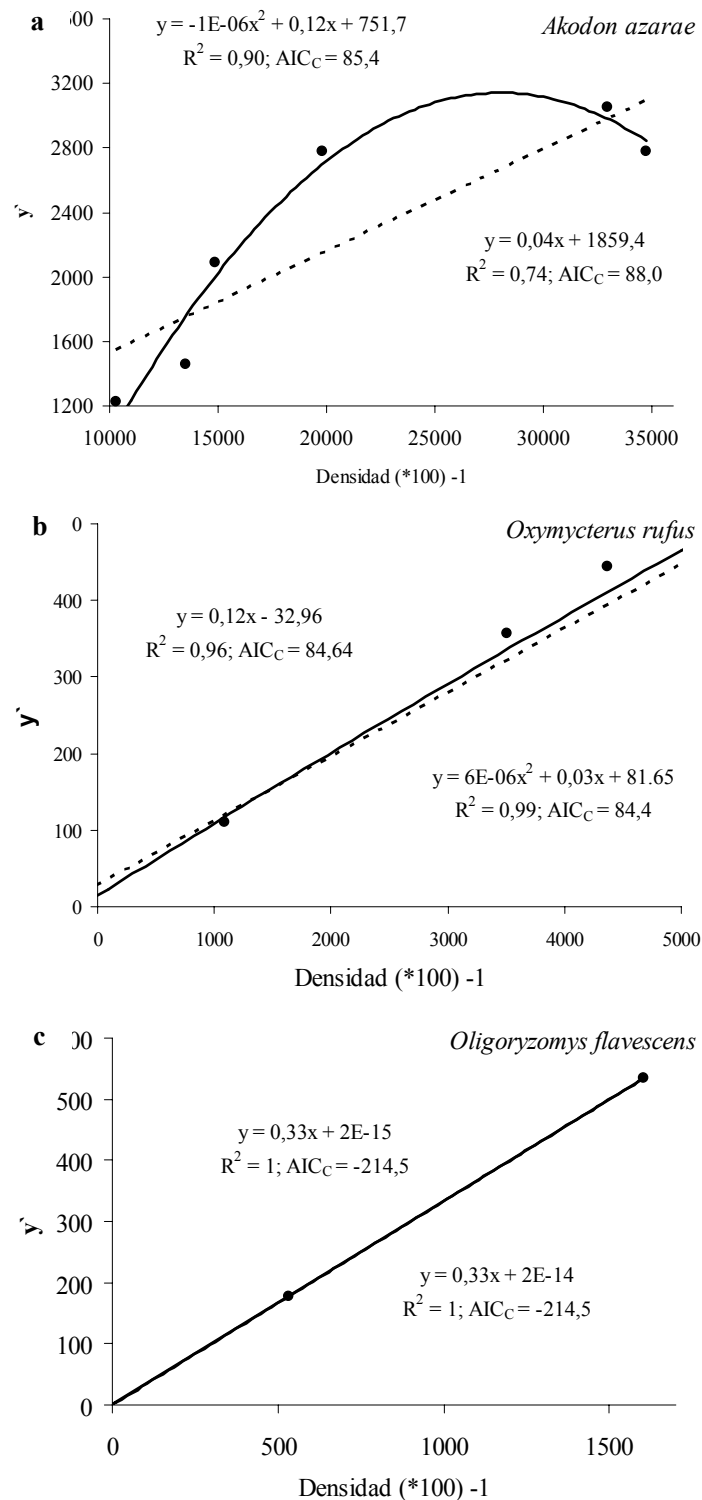 a
y = -1E-06x² + 0,12x + 751,7
R² = 0,90; AICC = 85,4
Akodon azarae
500
3200
2800
2400
2000
1600
1200
y`
y = 0,04x + 1859,4
R² = 0,74; AICC = 88,0
10000 15000 20000 25000 30000 35000
Densidad (*100) -1
b
Oxymycterus rufus
0
400
300
200
100
0
y`
y = 0,12x - 32,96
R² = 0,96; AICC = 84,64
y = 6E-06x² + 0,03x + 81.65
R² = 0,99; AICC = 84,4
0 1000 2000 3000 4000 5000
Densidad (*100) -1
c
Oligoryzomys flavescens
500
400
300
200
100
0
y`
y = 0,33x + 2E-15
R² = 1; AICC = -214,5
y = 0,33x + 2E-14
R² = 1; AICC = -214,5
0 500 1000 1500
Densidad (*100) -1